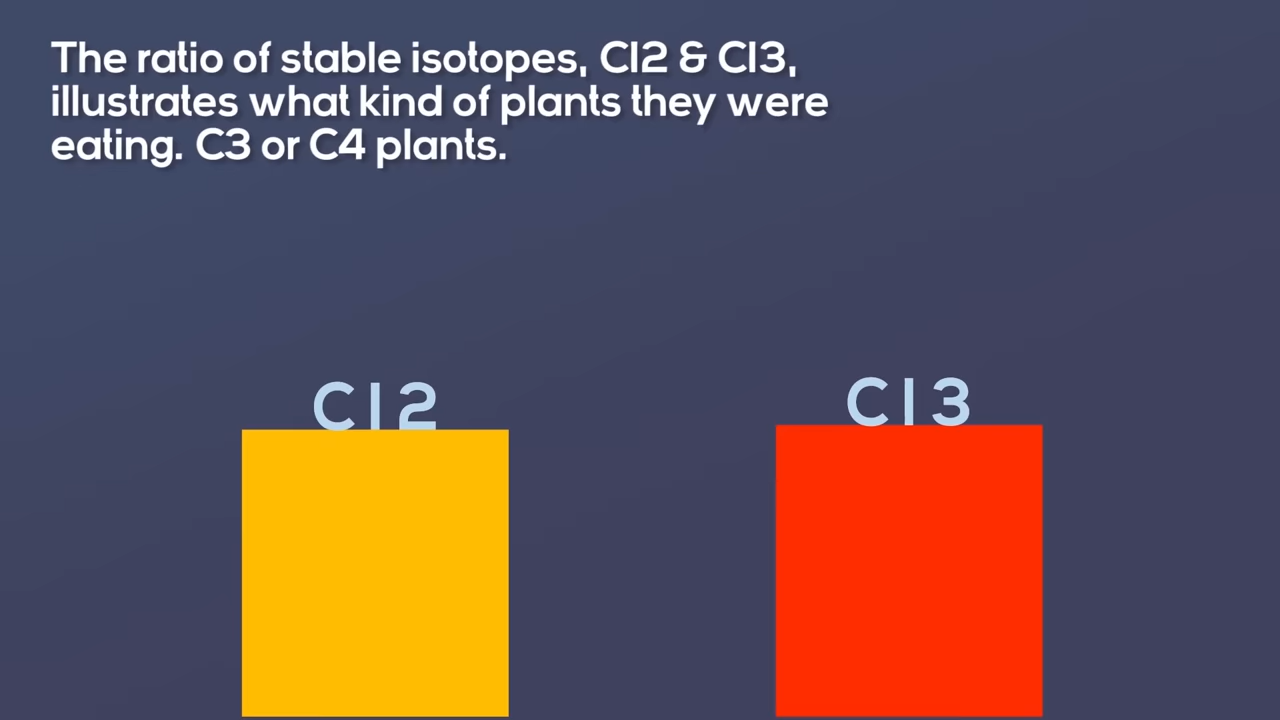 The ratio of stable isotopes, C12 & C13,
illustrates what kind of plants they were
eating. C3 or C4 plants.
C12
C13